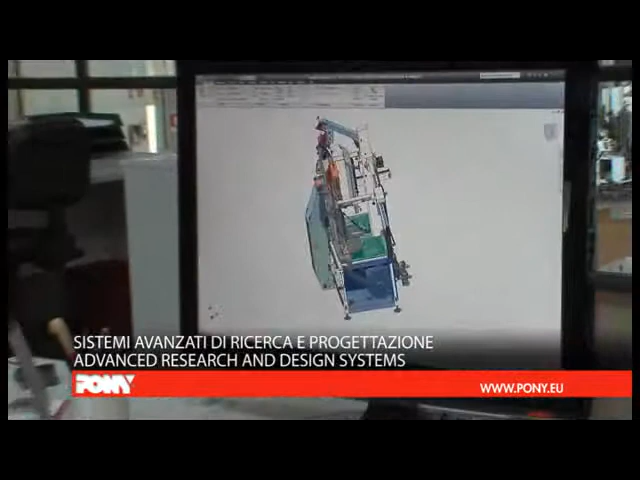 SISTEMI AVANZATI DI RICERCA E PROGETTAZIONE
ADVANCED RESEARCH AND DESIGN SYSTEMS
PONY
WWW.PONY.EU